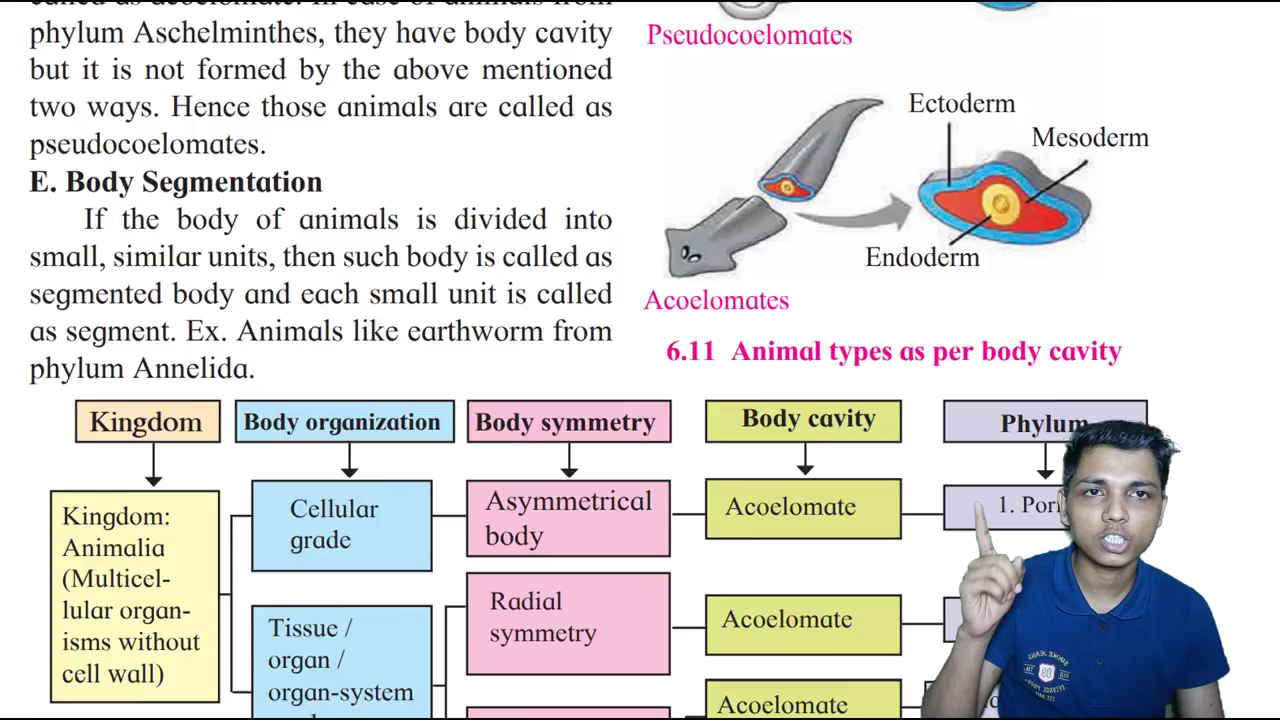 phylum Aschelminthes, they have body cavity
but it is not formed by the above mentioned
two ways. Hence those animals are called as
pseudocoelomates.
E. Body Segmentation
If the body of animals is divided into
small, similar units, then such body is called as
segmented body and each small unit is called
as segment. Ex. Animals like earthworm from
phylum Annelida.
Pseudocoelomates
Ectoderm
Mesoderm
Endoderm
Acoelomates
6.11 Animal types as per body cavity
Kingdom
Body organization
Body symmetry
Body cavity
Phylum
Kingdom:
Animalia
(Multicel-
lular organ-
isms without
cell wall)
Cellular
grade
Asymmetrical
body
Acoelomate
1.
Tissue /
organ /
organ-system
Radial
symmetry
Acoelomate
Acoelomate